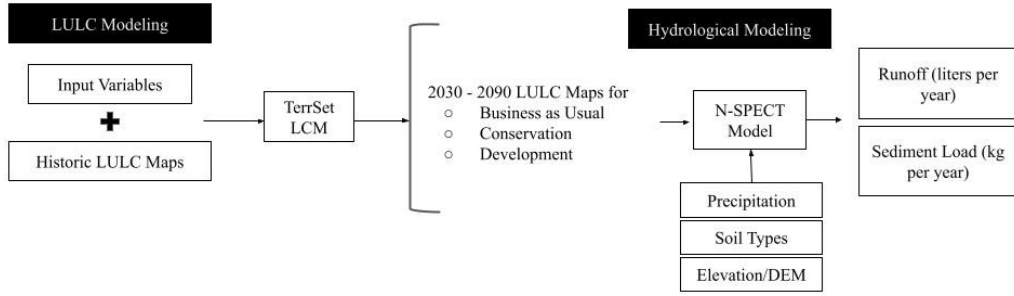 LULC Modeling
Input Variables
Historic LULC Maps
TerrSet
LCM
2030 - 2090 LULC Maps for
○ Business as Usual
○ Conservation
○ Development
Hydrological Modeling
N-SPECT
Model
Precipitation
Soil Types
Elevation/DEM
Runoff (liters per
year)
Sediment Load (kg
per year)